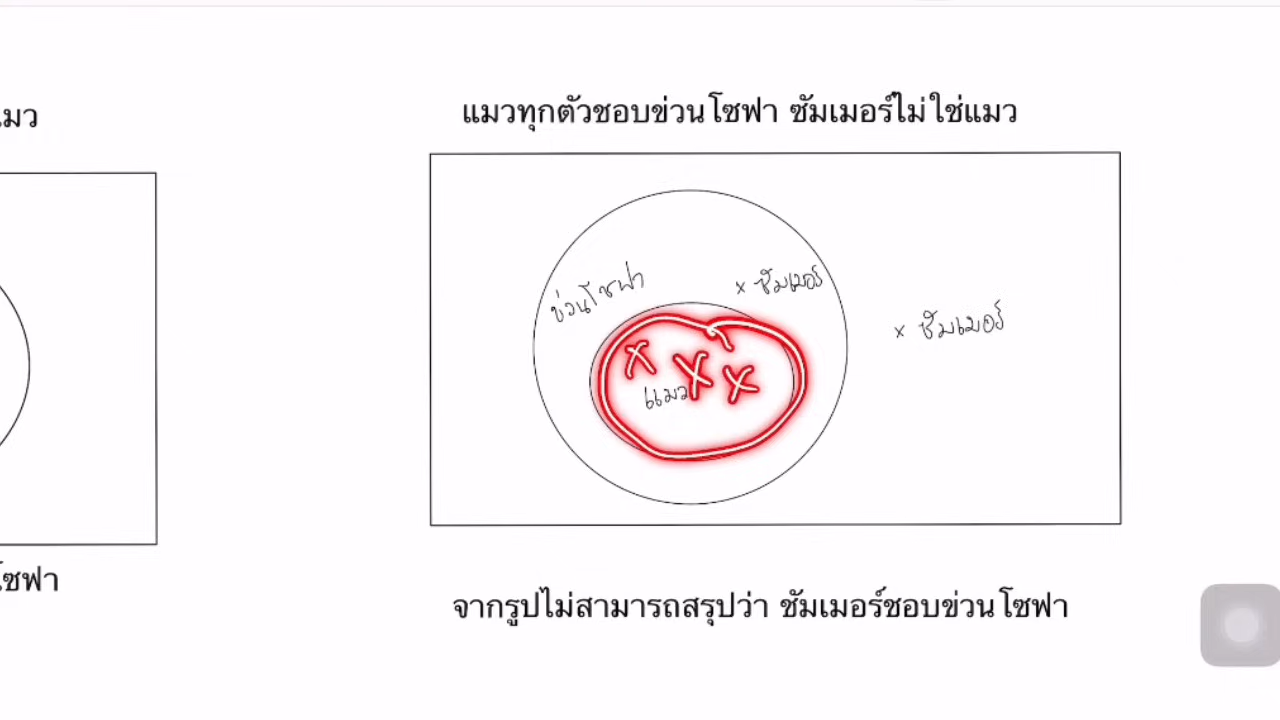 แมว
แมวทุกตัวชอบข่วนโซฟา ซัมเมอร์ไม่ใช่แมว
ข่วนโซฟา
× ซัมเมอร์
× ซัมเมอร์
แมว
โซฟา
จากรูปไม่สามารถสรุปว่า ซัมเมอร์ชอบข่วนโซฟา